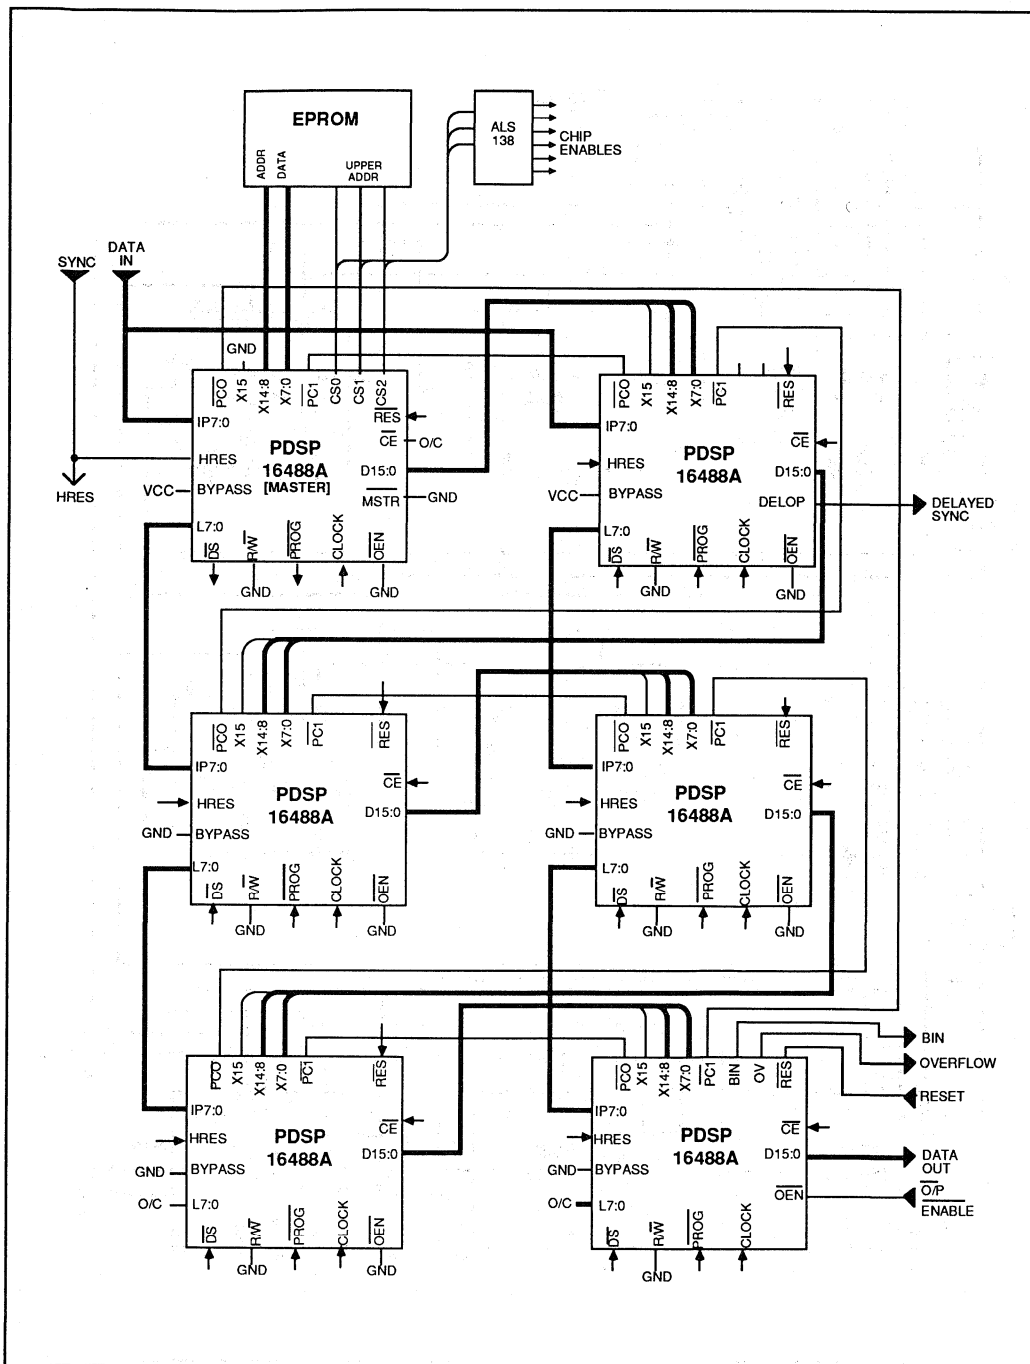 EPROM
ADDR
DATA
UPPER
ADDR
ALS
138
CHIP
ENABLES
SYNC
DATA
IN
HRES
GND
PCO
X15
X14:8
X7:0
PC1
CS0
CS1
CS2
RES
IP7:0
CE
O/C
PDSP
16488A
[MASTER]
HRES
D15:0
VCC
BYPASS
MSTR
GND
L7:0
DS
R/W
PROG
CLOCK
OEN
GND
GND
PCO
X15
X14:8
X7:0
PC1
RES
IP7:0
CE
HRES
PDSP
16488A
D15:0
VCC
BYPASS
DELOP
DELAYED
SYNC
L7:0
DS
R/W
PROG
CLOCK
OEN
GND
GND
PCO
X15
X14:8
X7:0
PC1
RES
IP7:0
CE
HRES
PDSP
16488A
D15:0
GND
BYPASS
L7:0
DS
R/W
PROG
CLOCK
OEN
GND
GND
PCO
X15
X14:8
X7:0
PC1
RES
IP7:0
CE
HRES
PDSP
16488A
D15:0
GND
BYPASS
L7:0
DS
R/W
PROG
CLOCK
OEN
GND
GND
PCO
X15
X14:8
X7:0
PC1
RES
IP7:0
CE
HRES
PDSP
16488A
D15:0
GND
BYPASS
O/C
L7:0
DS
R/W
PROG
CLOCK
OEN
GND
GND
PCO
X15
X14:8
X7:0
PC1
BIN
OV
RES
BIN
OVERFLOW
RESET
IP7:0
CE
HRES
PDSP
16488A
D15:0
DATA
OUT
GND
BYPASS
OEN
O/P
ENABLE
O/C
L7:0
DS
R/W
PROG
CLOCK
GND